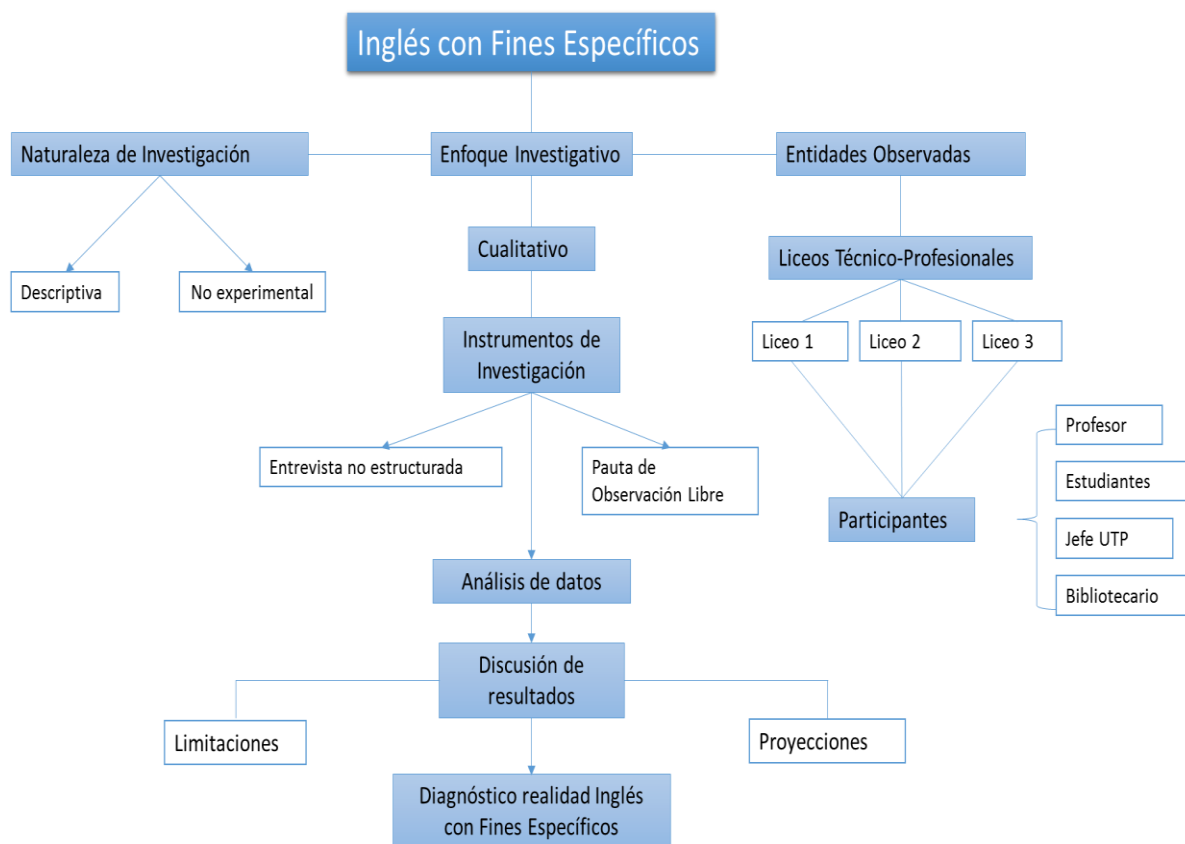 Inglés con Fines Específicos
Naturaleza de Investigación
Enfoque Investigativo
Entidades Observadas
Cualitativo
Liceos Técnico-Profesionales
Descriptiva
No experimental
Liceo 1
Liceo 2
Liceo 3
Instrumentos de
Investigación
Entrevista no estructurada
Pauta de
Observación Libre
Participantes
Profesor
Estudiantes
Jefe UTP
Bibliotecario
Análisis de datos
Discusión de
resultados
Limitaciones
Proyecciones
Diagnóstico realidad Inglés
con Fines Específicos